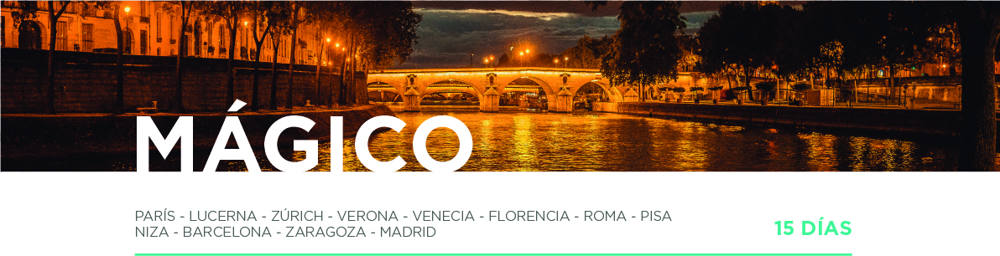 MÁGICO
PARÍS - LUCERNA - ZÚRICH - VERONA - VENECIA - FLORENCIA - ROMA - PISA
NIZA - BARCELONA - ZARAGOZA - MADRID
15 DÍAS